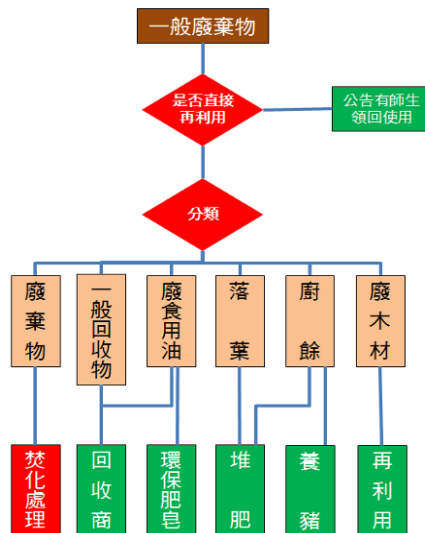 一般廢棄物
是否直接
再利用
公告有師生
領回使用
分類
廢棄物
一般回收物
廢食用油
落葉
廚餘
廢木材
焚化處理
回收商
環保肥皂
堆肥
養豬
再利用